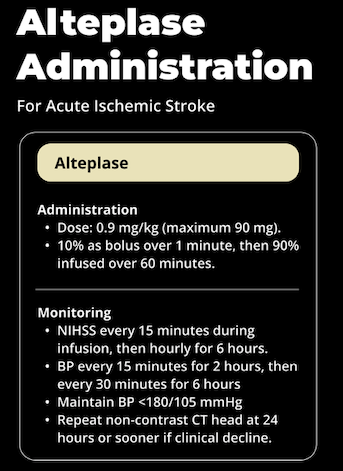 Alteplase
Administration
For Acute Ischemic Stroke
Alteplase
Administration
• Dose: 0.9 mg/kg (maximum 90 mg).
• 10% as bolus over 1 minute, then 90%
infused over 60 minutes.
Monitoring
• NIHSS every 15 minutes during
infusion, then hourly for 6 hours.
• BP every 15 minutes for 2 hours, then
every 30 minutes for 6 hours
• Maintain BP <180/105 mmHg
• Repeat non-contrast CT head at 24
hours or sooner if clinical decline.